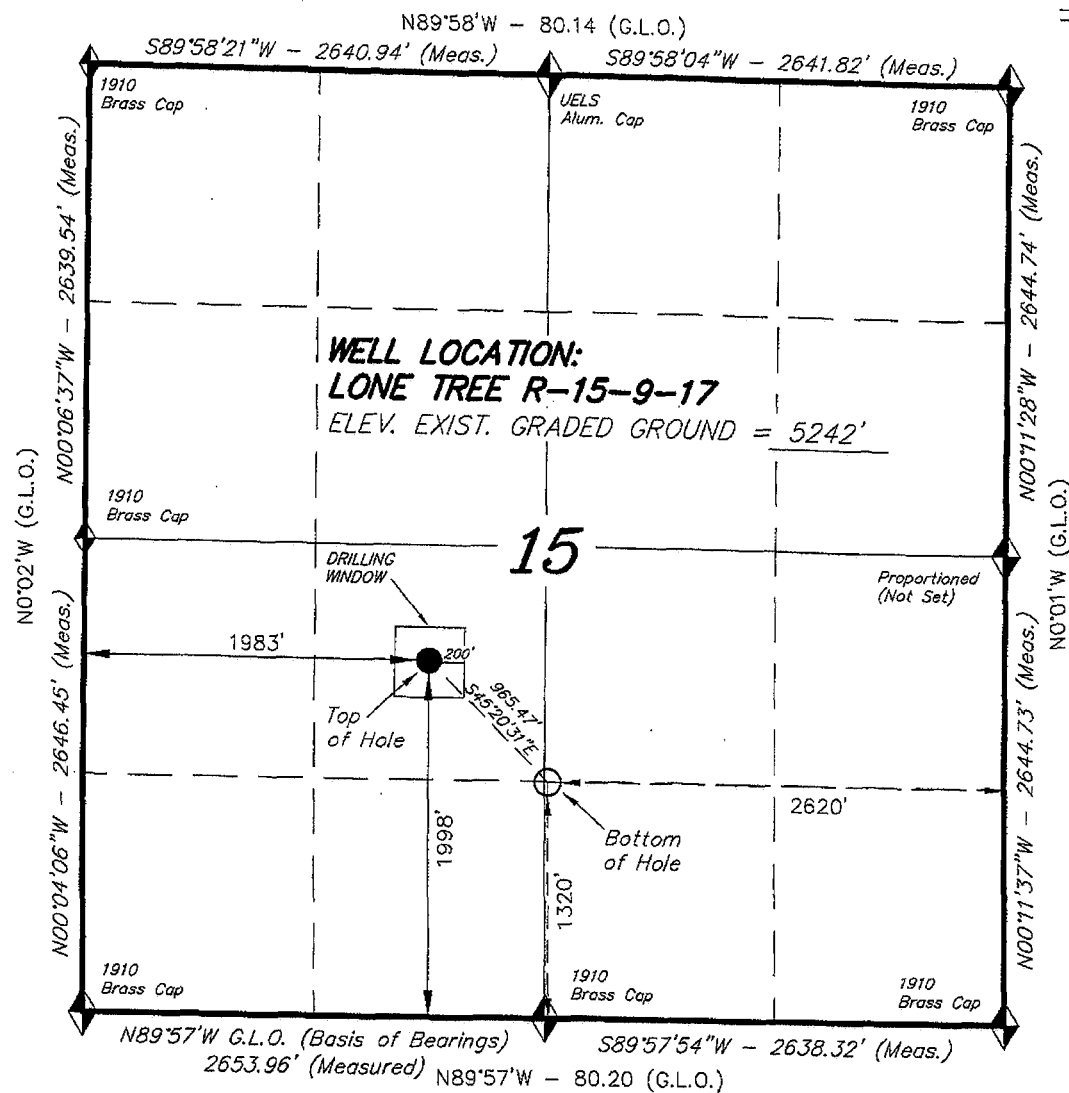 N89°58'W - 80.14 (G.L.O.)
S89°58'21"W - 2640.94' (Meas.)
S89°58'04"W - 2641.82' (Meas.)
1910
Brass Cap
UELS
Alum. Cap
1910
Brass Cap
N00°06'37"W - 2639.54' (Meas.)
N00°11'28"W - 2644.74' (Meas.)
WELL LOCATION:
LONE TREE R-15-9-17
ELEV. EXIST. GRADED GROUND = 5242'
N0°02'W (G.L.O.)
N0°01'W (G.L.O.)
1910
Brass Cap
15
DRILLING
WINDOW
Proportioned
(Not Set)
1983'
200'
965.47'
S45°20'31"E
Top
of Hole
N00°04'06"W - 2646.45' (Meas.)
N00°11'37"W - 2644.73' (Meas.)
1998'
2620'
Bottom
of Hole
1320'
1910
Brass Cap
1910
Brass Cap
1910
Brass Cap
N89°57'W G.L.O. (Basis of Bearings)
2653.96' (Measured)
S89°57'54"W - 2638.32' (Meas.)
N89°57'W - 80.20 (G.L.O.)